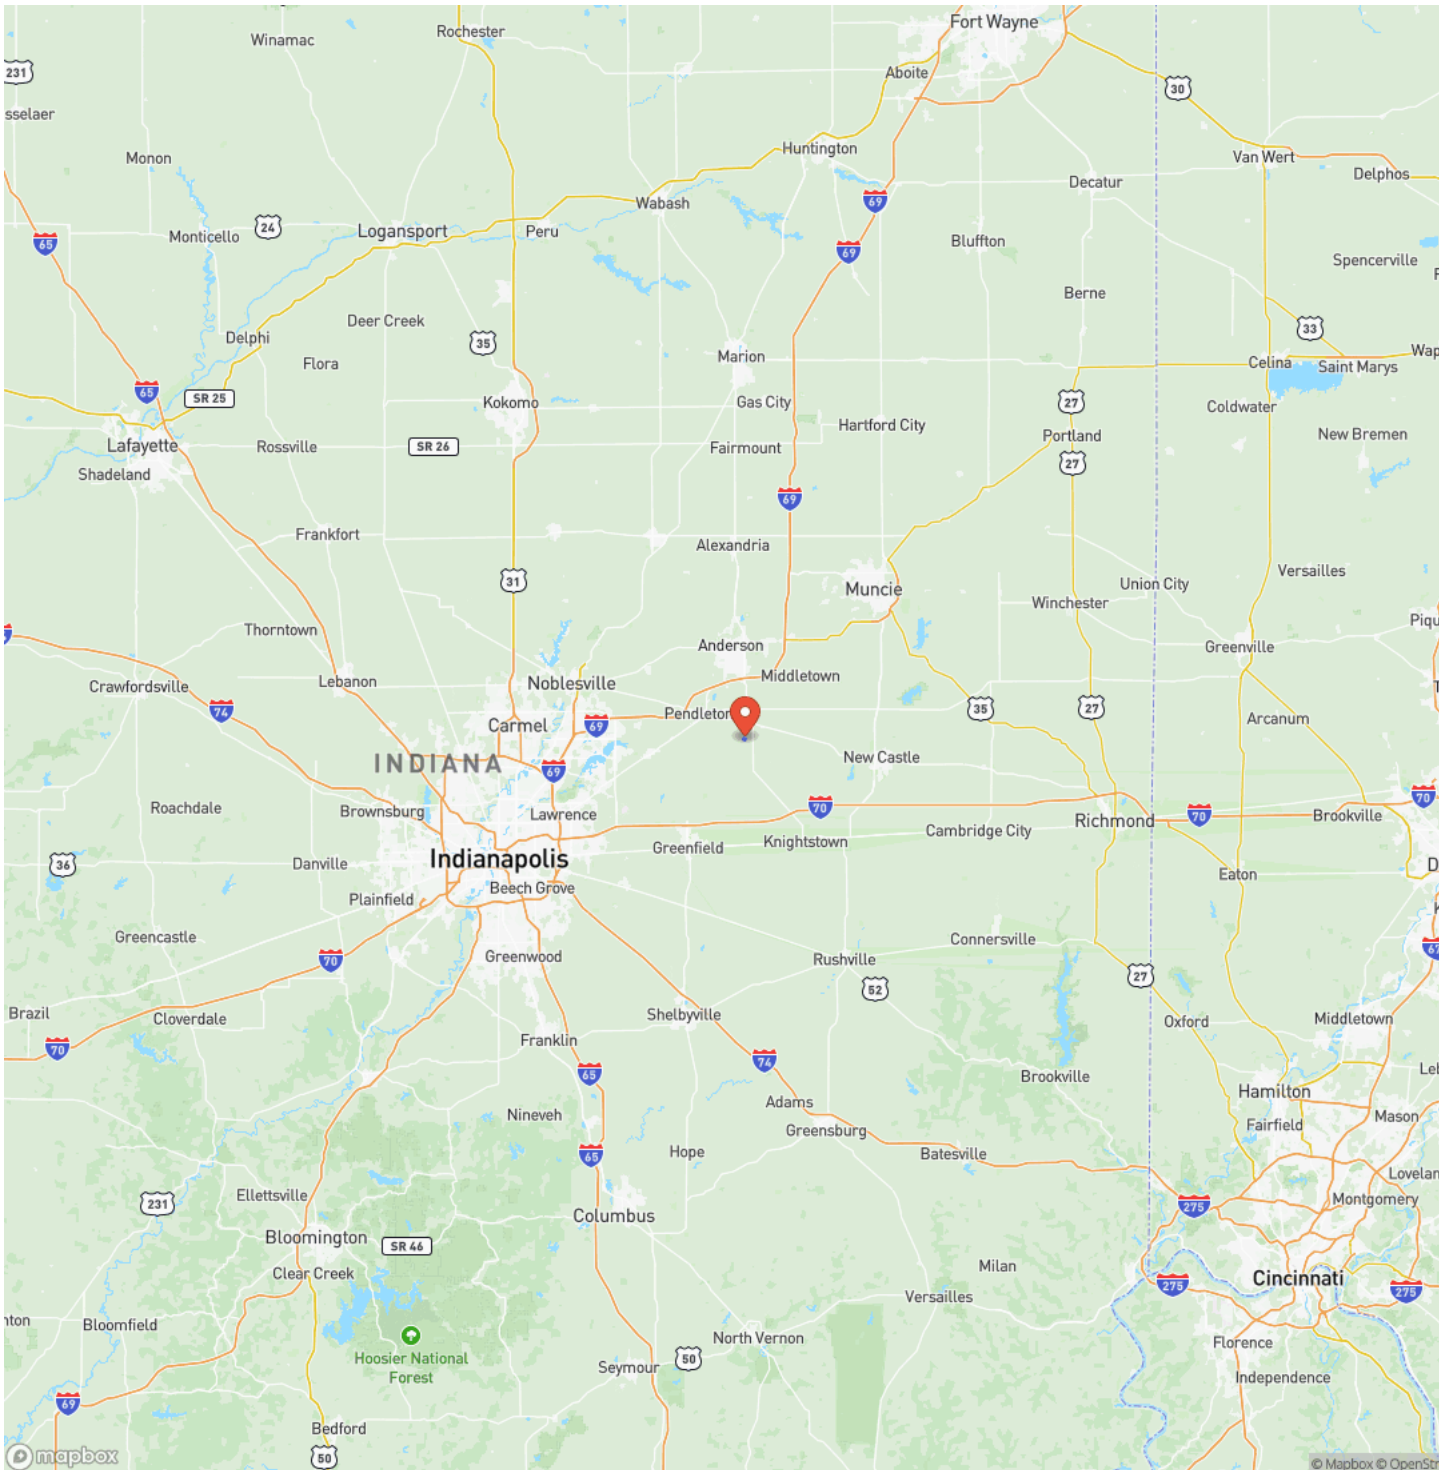 Fort Wayne
Rochester
Winamac
231
Aboite
30
sselaer
Huntington
Van Wert
Monon
Delphos
Decatur
69
Wabash
24
Logansport
Peru
Monticello
65
Bluffton
69
Spencerville
Berne
Deer Creek
33
Delphi
35
Wap
Marion
Flora
Celina
Saint Marys
65
SR 25
Kokomo
Gas City
27
Coldwater
Hartford City
New Bremen
Portland
Lafayette
Rossville
SR 26
Fairmount
27
Shadeland
69
Frankfort
Alexandria
Versailles
31
Union City
Muncie
Winchester
Piqu
Thorntown
Anderson
Greenville
Middletown
Lebanon
Noblesville
Crawfordsville
74
35
27
Pendleton
Arcanum
Carmel
69
New Castle
INDIANA
69
70
Roachdale
70
Brownsburg
Lawrence
70
Brookville
Richmond
Cambridge City
Knightstown
Greenfield
Indianapolis
36
Danville
D
Eaton
Beech Grove
Plainfield
Greencastle
Connersville
67
Greenwood
Rushville
70
27
52
Brazil
Shelbyville
Cloverdale
Oxford
Middletown
70
Franklin
74
65
Leb
Brookville
Hamilton
Adams
Nineveh
Mason
Fairfield
Greensburg
Hope
65
Batesville
Lovelan
Ellettsville
Montgomery
231
275
Columbus
Bloomington
SR 46
Milan
Clear Creek
Cincinnati
275
275
Versailles
nton
Bloomfield
North Vernon
Florence
Hoosier National
Forest
50
Seymour
Independence
69
Bedford
50
mapbox
© Mapbox © OpenStr